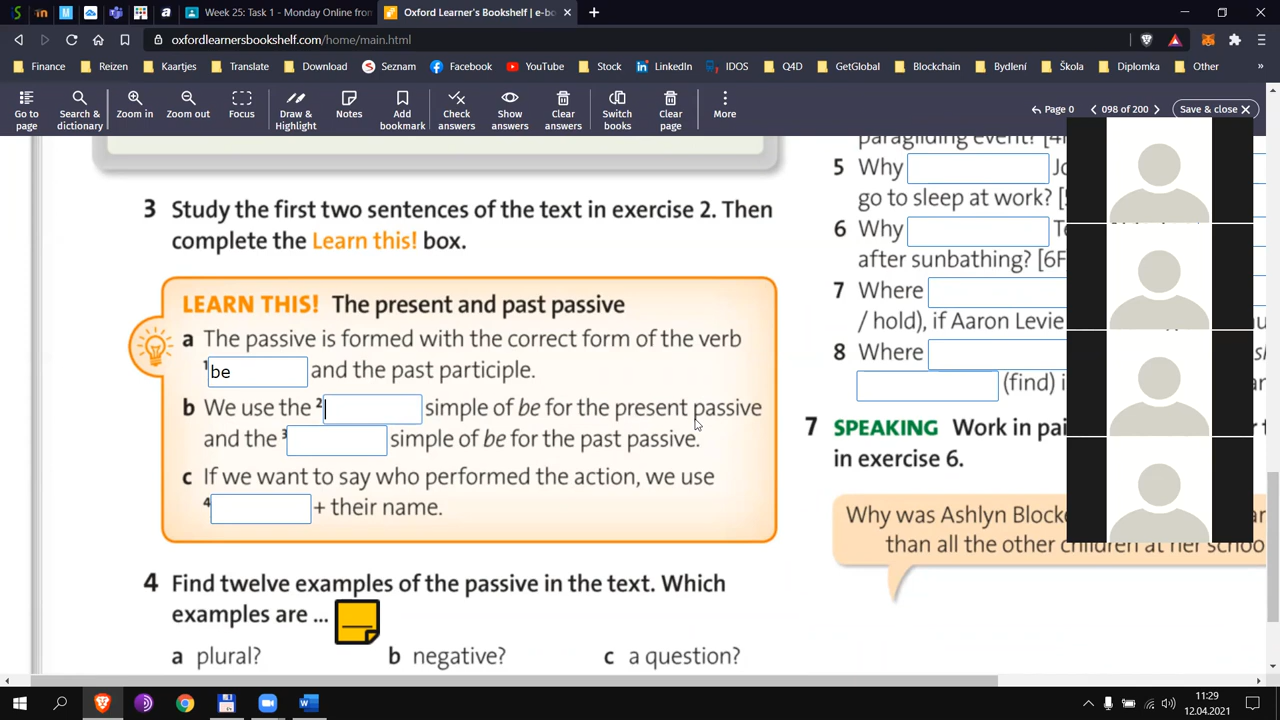 Week 25: Task 1 - Monday Online from
Oxford Learner's Bookshelf | e-bo
oxfordlearnersbookshelf.com/home/main.html
Finance Reizen Kaartjes Translate Download Seznam Facebook YouTube Stock LinkedIn IDOS Q4D GetGlobal Blockchain Bydlení Škola Diplomka Other
Go to page
Search & dictionary
Zoom in
Zoom out
Focus
Draw & Highlight
Notes
Add bookmark
Check answers
Show answers
Clear answers
Switch books
Clear page
More
Page 0
098 of 200
Save & close
3 Study the first two sentences of the text in exercise 2. Then
complete the Learn this! box.
LEARN THIS! The present and past passive
a The passive is formed with the correct form of the verb
1 be and the past participle.
b We use the 2 simple of be for the present passive
and the 3 simple of be for the past passive.
c If we want to say who performed the action, we use
4 + their name.
4 Find twelve examples of the passive in the text. Which
examples are ...
a plural? b negative? c a question?
paragliding event? [4
5 Why Jo
go to sleep at work? [
6 Why Te
after sunbathing? [6F
7 Where
/ hold), if Aaron Levie
8 Where
(find) i
7 SPEAKING Work in pai
in exercise 6.
Why was Ashlyn Blocke
than all the other children at her schoo
11:29
12.04.2021